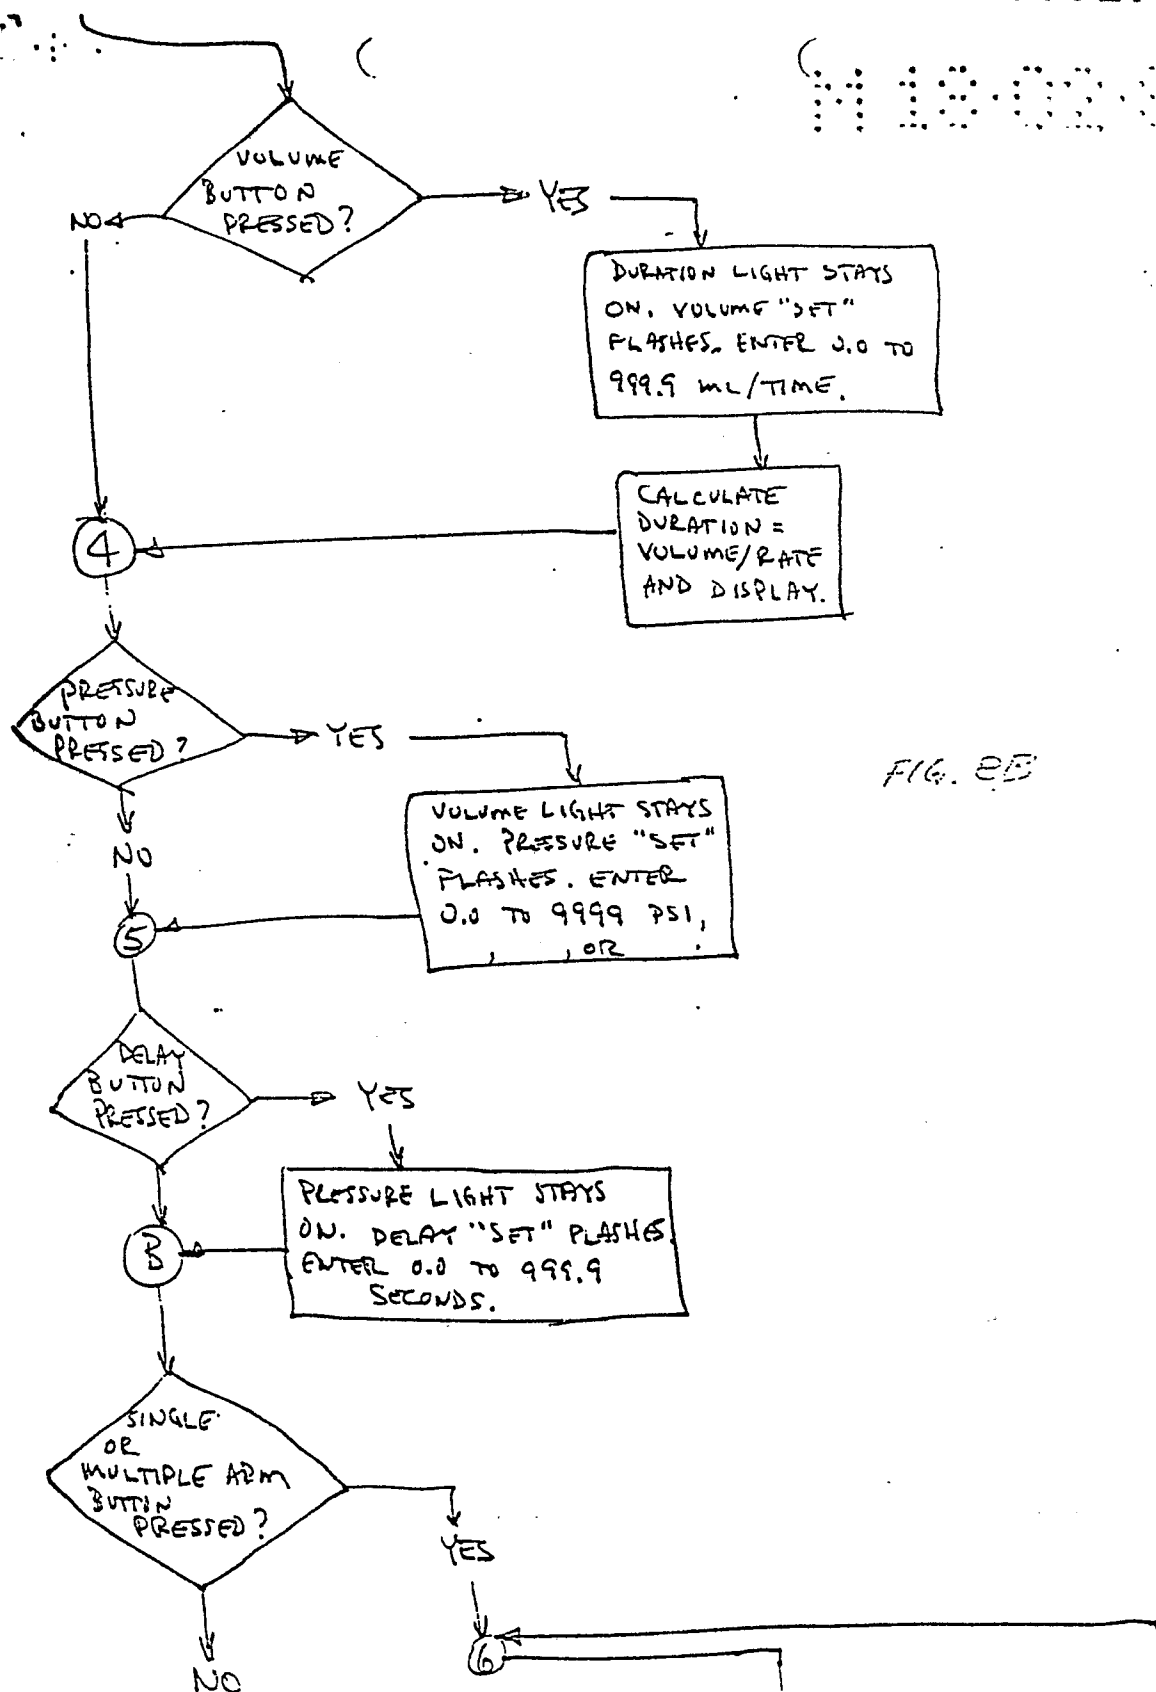 M 18·02·
VOLUME
BUTTON
PRESSED?
YES
NO
DURATION LIGHT STAYS
ON. VOLUME "SET"
FLASHES. ENTER 0.0 TO
999.9 ML/TIME.
CALCULATE
DURATION =
VOLUME/RATE
AND DISPLAY.
4
PRESSURE
BUTTON
PRESSED?
YES
NO
VOLUME LIGHT STAYS
ON. PRESSURE "SET"
FLASHES. ENTER
0.0 TO 9999 PSI,
, , OR .
FIG. 8B
5
DELAY
BUTTON
PRESSED?
YES
PRESSURE LIGHT STAYS
ON. DELAY "SET" FLASHES.
ENTER 0.0 TO 999.9
SECONDS.
B
SINGLE
OR
MULTIPLE ARM
BUTTON
PRESSED?
YES
NO
6